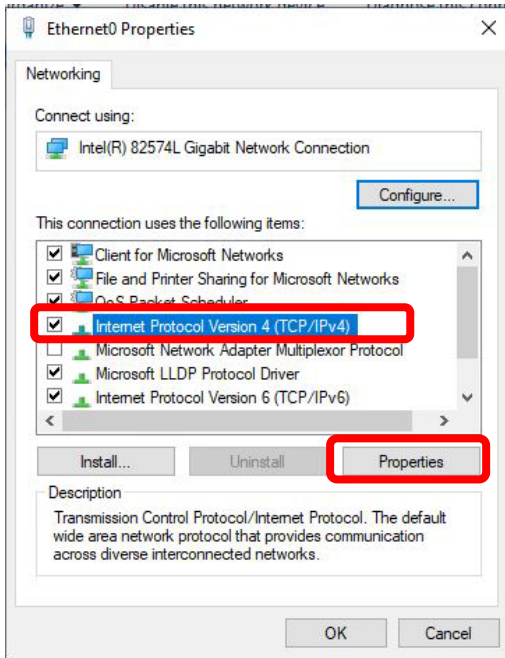 Ethernet0 Properties
Networking
Connect using:
Intel(R) 82574L Gigabit Network Connection
Configure...
This connection uses the following items:
Client for Microsoft Networks
File and Printer Sharing for Microsoft Networks
QoS Packet Scheduler
Internet Protocol Version 4 (TCP/IPv4)
Microsoft Network Adapter Multiplexor Protocol
Microsoft LLDP Protocol Driver
Internet Protocol Version 6 (TCP/IPv6)
Install... Uninstall Properties
Description
Transmission Control Protocol/Internet Protocol. The default
wide area network protocol that provides communication
across diverse interconnected networks.
OK Cancel